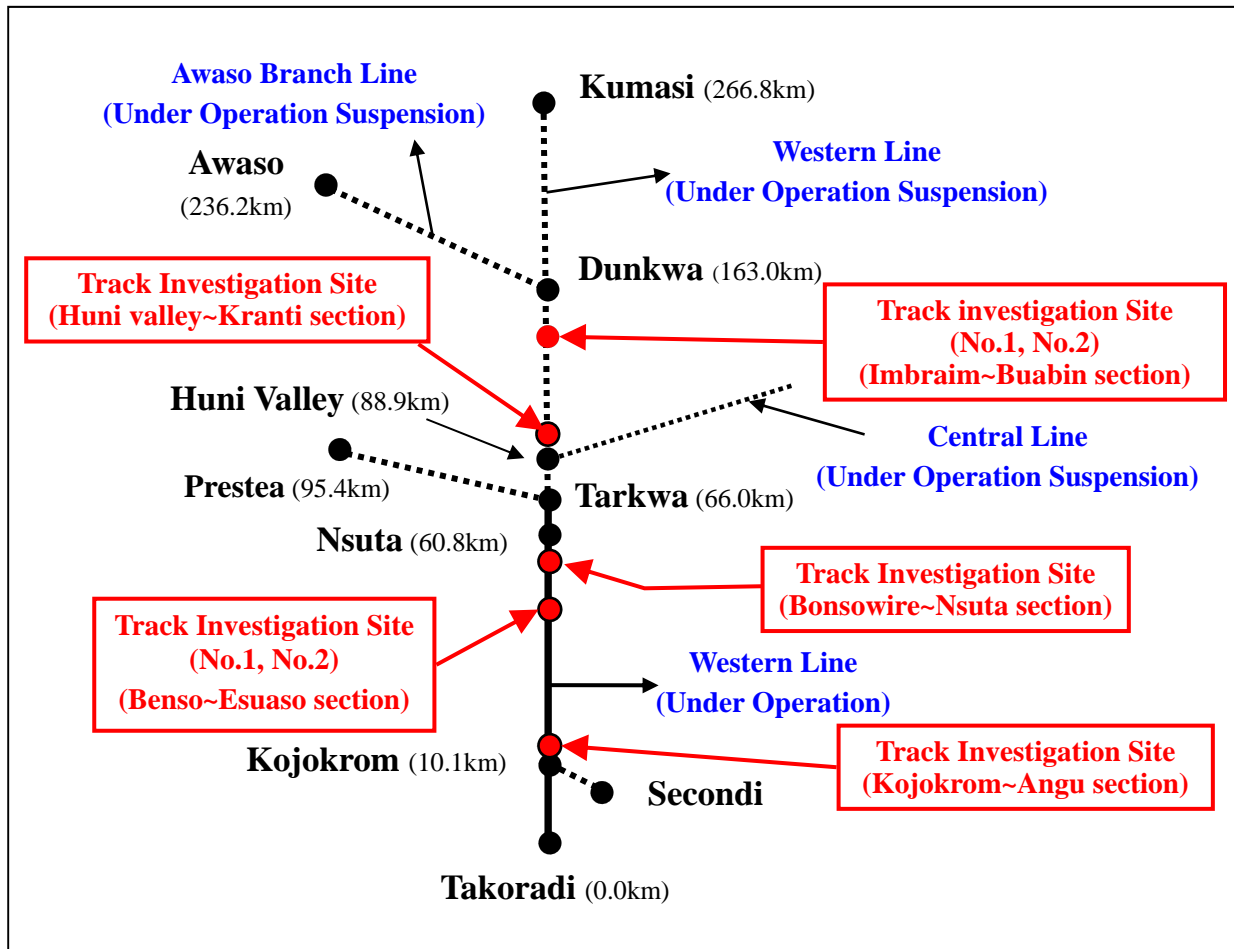 Awaso Branch Line
(Under Operation Suspension)
Kumasi (266.8km)
Awaso
(236.2km)
Western Line
(Under Operation Suspension)
Track Investigation Site
(Huni valley~Kranti section)
Dunkwa (163.0km)
Track investigation Site
(No.1, No.2)
(Imbraim~Buabin section)
Huni Valley (88.9km)
Central Line
(Under Operation Suspension)
Prestea (95.4km)
Tarkwa (66.0km)
Nsuta (60.8km)
Track Investigation Site
(Bonsowire~Nsuta section)
Track Investigation Site
(No.1, No.2)
(Benso~Esuaso section)
Western Line
(Under Operation)
Kojokrom (10.1km)
Track Investigation Site
(Kojokrom~Angu section)
Secondi
Takoradi (0.0km)